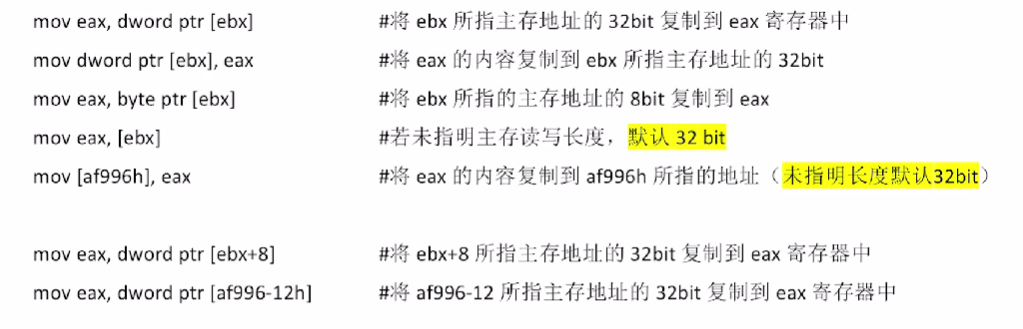 mov eax, dword ptr [ebx] #将 ebx 所指主存地址的 32bit 复制到 eax 寄存器中
mov dword ptr [ebx], eax #将 eax 的内容复制到 ebx 所指主存地址的 32bit
mov eax, byte ptr [ebx] #将 ebx 所指的主存地址的 8bit 复制到 eax
mov eax, [ebx] #若未指明主存读写长度，默认 32 bit
mov [af996h], eax #将 eax 的内容复制到 af996h 所指的地址（未指明长度默认32bit）
mov eax, dword ptr [ebx+8] #将 ebx+8 所指主存地址的 32bit 复制到 eax 寄存器中
mov eax, dword ptr [af996-12h] #将 af996-12 所指主存地址的 32bit 复制到 eax 寄存器中